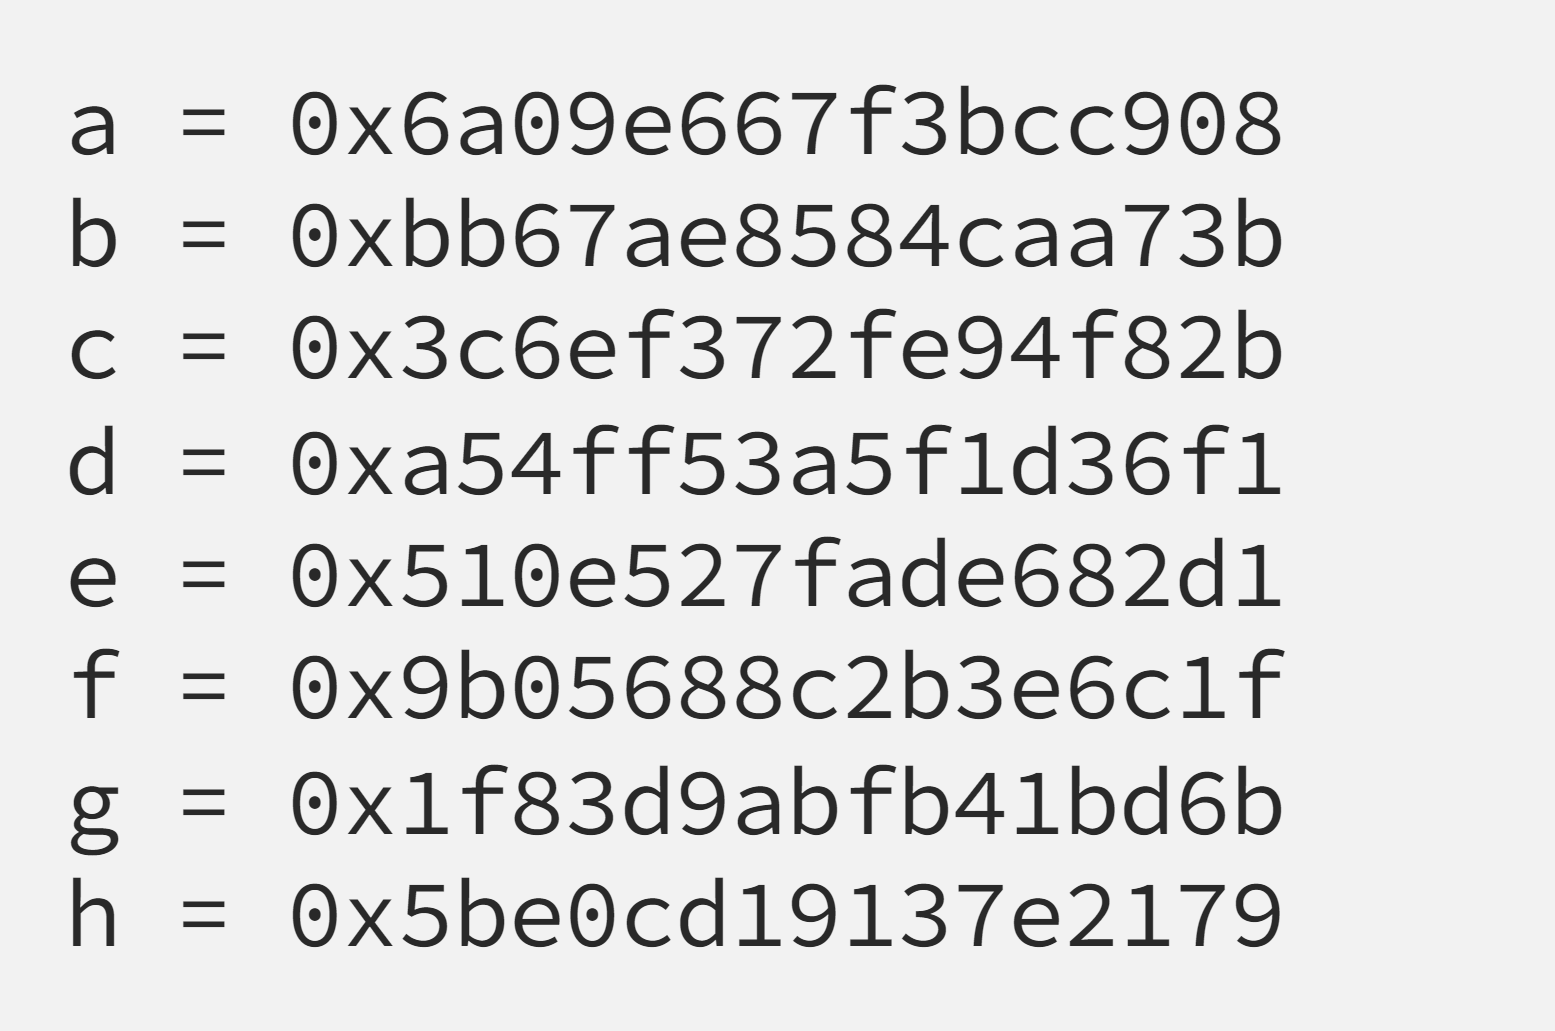 a = 0x6a09e667f3bcc908
b = 0xbb67ae8584caa73b
c = 0x3c6ef372fe94f82b
d = 0xa54ff53a5f1d36f1
e = 0x510e527fade682d1
f = 0x9b05688c2b3e6c1f
g = 0x1f83d9abfb41bd6b
h = 0x5be0cd19137e2179